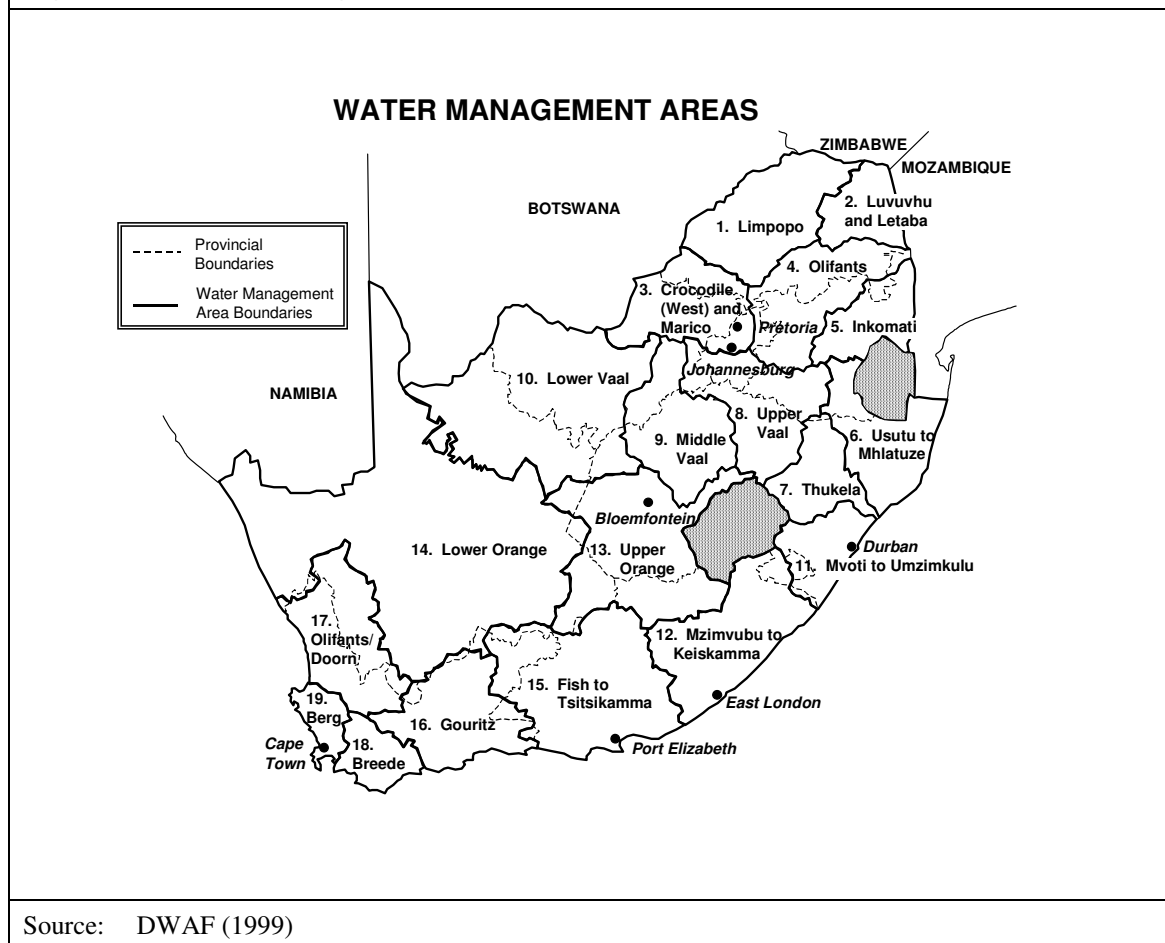 WATER MANAGEMENT AREAS
ZIMBABWE
MOZAMBIQUE
BOTSWANA
2. Luvuvhu
and Letaba
1. Limpopo
Provincial
Boundaries
Water Management
Area Boundaries
4. Olifants
3. Crocodile
(West) and
Marico
Pretoria
5. Inkomati
Johannesburg
10. Lower Vaal
NAMIBIA
8. Upper
Vaal
9. Middle
Vaal
6. Usutu to
Mhlatuze
7. Thukela
Bloemfontein
Durban
14. Lower Orange
13. Upper
Orange
11. Mvoti to Umzimkulu
17.
Olifants/
Doorn
12. Mzimvubu to
Keiskamma
15. Fish to
Tsitsikamma
19.
Berg
East London
16. Gouritz
Cape
Town
18.
Breede
Port Elizabeth
Source: DWAF (1999)